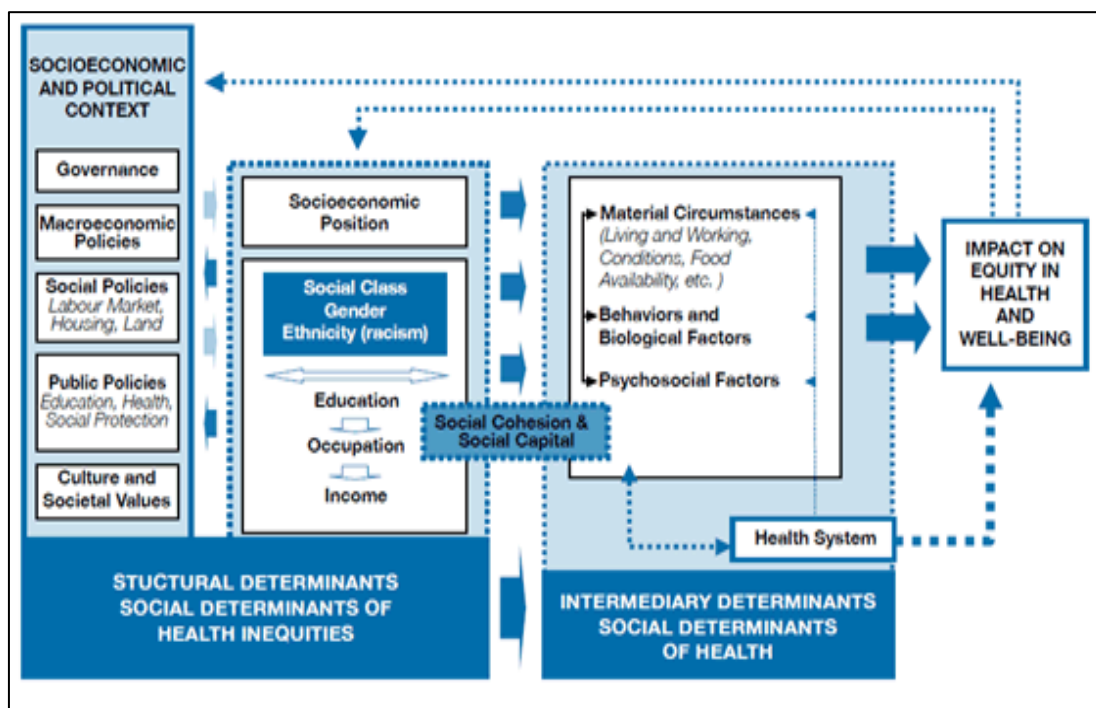 SOCIOECONOMIC
AND POLITICAL
CONTEXT
Governance
Macroeconomic
Policies
Social Policies
Labour Market,
Housing, Land
Public Policies
Education, Health,
Social Protection
Culture and
Societal Values
Socioeconomic
Position
Social Class
Gender
Ethnicity (racism)
Education
Occupation
Income
Social Cohesion &
Social Capital
Material Circumstances
(Living and Working,
Conditions, Food
Availability, etc. )
Behaviors and
Biological Factors
Psychosocial Factors
Health System
IMPACT ON
EQUITY IN
HEALTH
AND
WELL-BEING
STUCTURAL DETERMINANTS
SOCIAL DETERMINANTS OF
HEALTH INEQUITIES
INTERMEDIARY DETERMINANTS
SOCIAL DETERMINANTS
OF HEALTH